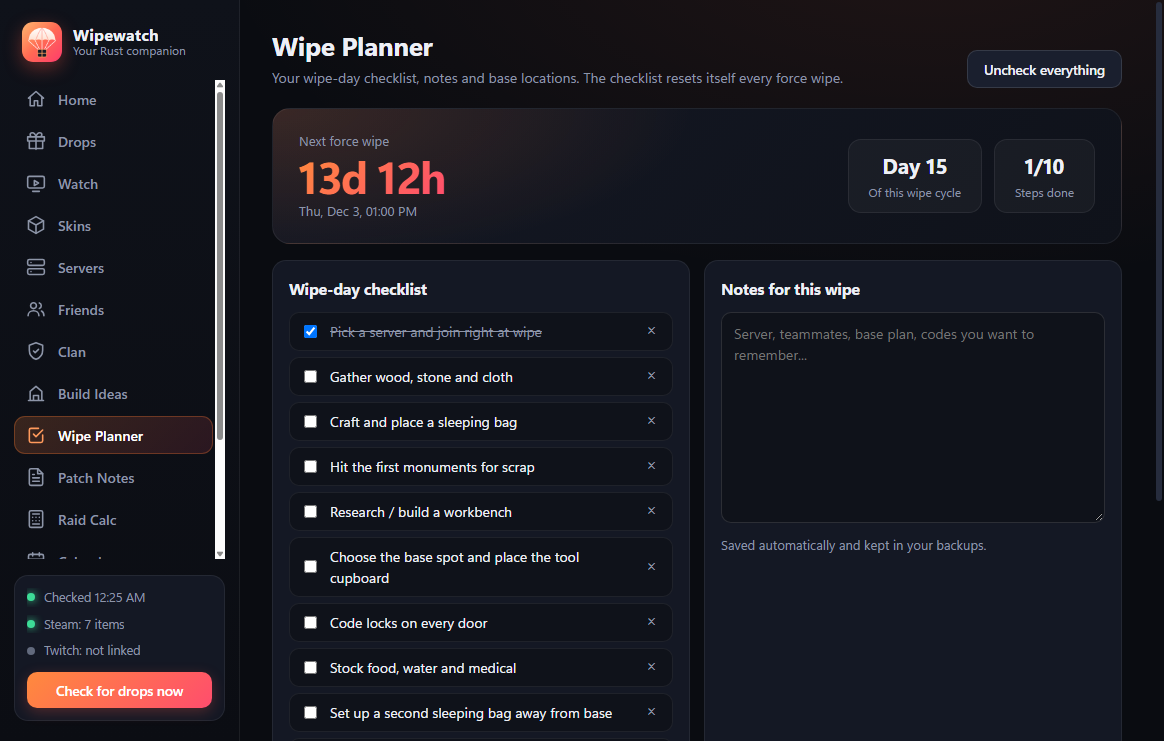 Wipewatch
Your Rust companion
Home
Drops
Watch
Skins
Servers
Friends
Clan
Build Ideas
Wipe Planner
Patch Notes
Raid Calc
Checked 12:25 AM
Steam: 7 items
Twitch: not linked
Check for drops now
Wipe Planner
Your wipe-day checklist, notes and base locations. The checklist resets itself every force wipe.
Uncheck everything
Next force wipe
13d 12h
Thu, Dec 3, 01:00 PM
Day 15
Of this wipe cycle
1/10
Steps done
Wipe-day checklist
Pick a server and join right at wipe
Gather wood, stone and cloth
Craft and place a sleeping bag
Hit the first monuments for scrap
Research / build a workbench
Choose the base spot and place the tool
cupboard
Code locks on every door
Stock food, water and medical
Set up a second sleeping bag away from base
Notes for this wipe
Server, teammates, base plan, codes you want to
remember...
Saved automatically and kept in your backups.